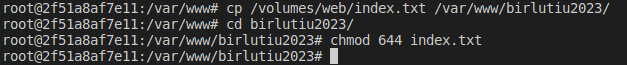 root@2f51a8af7e11:/var/www# cp /volumes/web/index.txt /var/www/birlutiu2023/
root@2f51a8af7e11:/var/www# cd birlutiu2023/
root@2f51a8af7e11:/var/www/birlutiu2023# chmod 644 index.txt
root@2f51a8af7e11:/var/www/birlutiu2023#